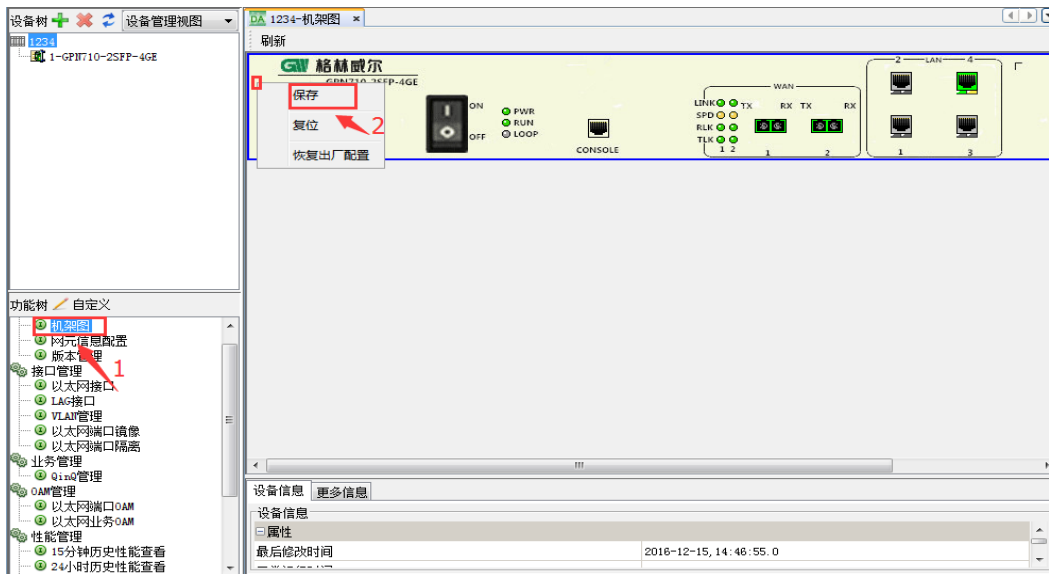 设备树 设备管理视图
1234
1-GPN710-2SFP-4GE
功能树 自定义
机架图
网元信息配置
版本管理
1
接口管理
以太网接口
LAG接口
VLAN管理
以太网端口镜像
以太网端口隔离
业务管理
QinQ管理
OAM管理
以太网端口OAM
以太网业务OAM
性能管理
15分钟历史性能查看
24小时历史性能查看
DA 1234-机架图
刷新
GW 格林威尔
GPN710-2SFP-4GE
保存
复位 2
恢复出厂配置
ON
OFF
PWR
RUN
LOOP
CONSOLE
WAN
LINK TX RX TX RX
SPD
RLK
TLK
1 2 1 2
2 LAN 4
1 3
设备信息 更多信息
设备信息
属性
最后修改时间 2016-12-15,14:46:55.0